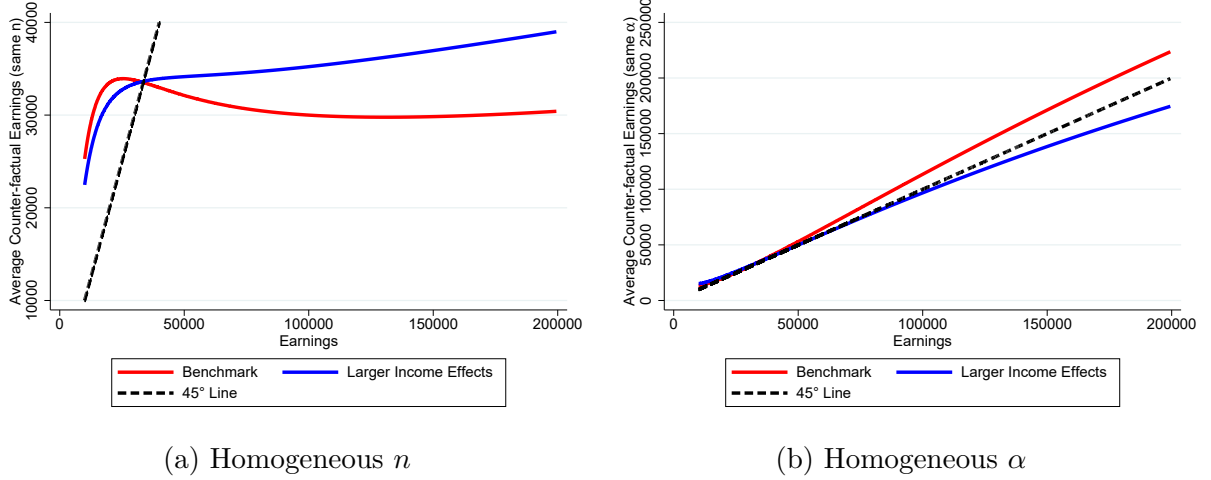 Average Counter-factual Earnings (same n)
40000
30000
20000
10000
0 50000 100000 150000 200000
Earnings
Benchmark Larger Income Effects
45° Line
(a) Homogeneous n
Average Counter-factual Earnings (same α)
250000
200000
150000
100000
50000
0
0 50000 100000 150000 200000
Earnings
Benchmark Larger Income Effects
45° Line
(b) Homogeneous α